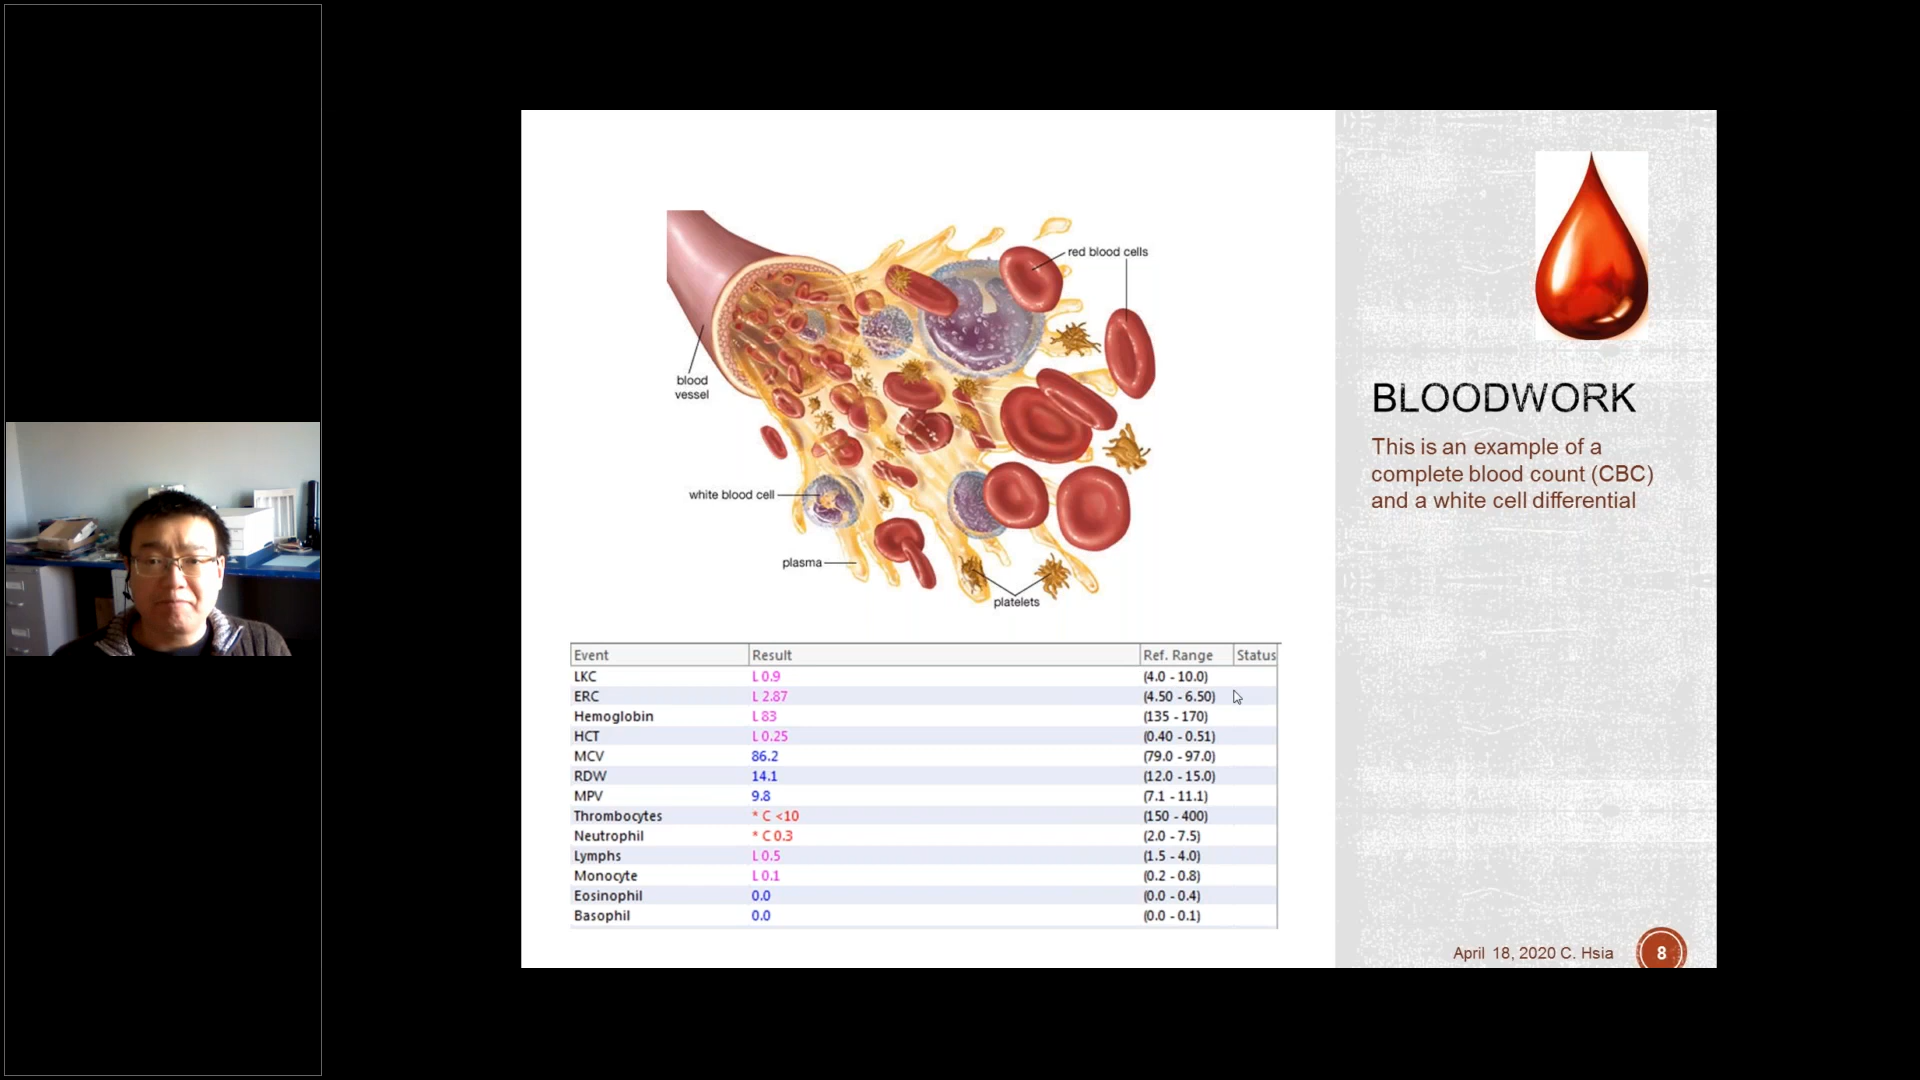 red blood cells
blood
vessel
white blood cell
plasma
platelets
Event Result Ref. Range Status
LKC L 0.9 (4.0 - 10.0)
ERC L 2.87 (4.50 - 6.50)
Hemoglobin L 83 (135 - 170)
HCT L 0.25 (0.40 - 0.51)
MCV 86.2 (79.0 - 97.0)
RDW 14.1 (12.0 - 15.0)
MPV 9.8 (7.1 - 11.1)
Thrombocytes * C <10 (150 - 400)
Neutrophil * C 0.3 (2.0 - 7.5)
Lymphs L 0.5 (1.5 - 4.0)
Monocyte L 0.1 (0.2 - 0.8)
Eosinophil 0.0 (0.0 - 0.4)
Basophil 0.0 (0.0 - 0.1)
BLOODWORK
This is an example of a
complete blood count (CBC)
and a white cell differential
April 18, 2020 C. Hsia 8